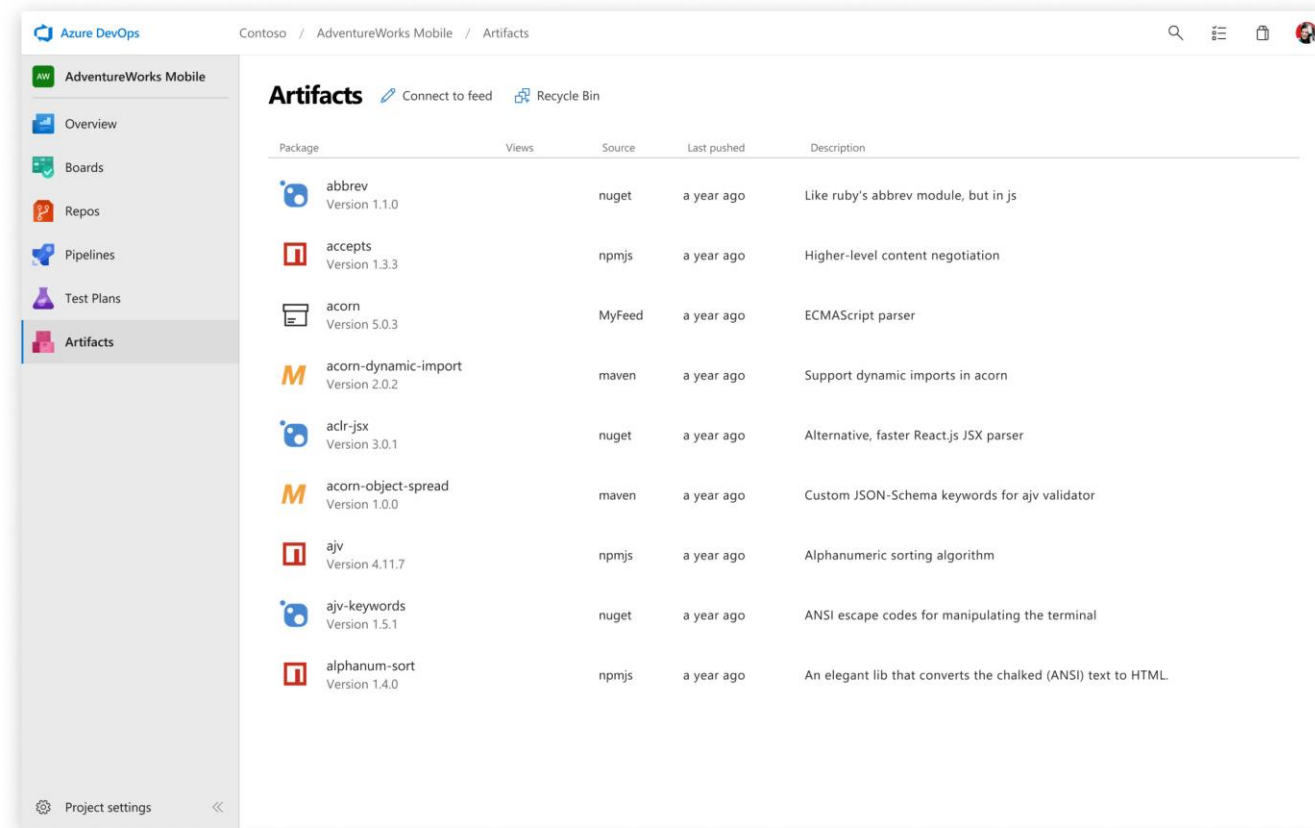 Azure DevOps
Contoso / AdventureWorks Mobile / Artifacts
AW AdventureWorks Mobile
Overview
Boards
Repos
Pipelines
Test Plans
Artifacts
Project settings
Artifacts Connect to feed Recycle Bin
Package Views Source Last pushed Description
abbrev
Version 1.1.0
nuget a year ago Like ruby's abbrev module, but in js
accepts
Version 1.3.3
npmjs a year ago Higher-level content negotiation
acorn
Version 5.0.3
MyFeed a year ago ECMAScript parser
M
acorn-dynamic-import
Version 2.0.2
maven a year ago Support dynamic imports in acorn
aclr-jsx
Version 3.0.1
nuget a year ago Alternative, faster React.js JSX parser
M
acorn-object-spread
Version 1.0.0
maven a year ago Custom JSON-Schema keywords for ajv validator
ajv
Version 4.11.7
npmjs a year ago Alphanumeric sorting algorithm
ajv-keywords
Version 1.5.1
nuget a year ago ANSI escape codes for manipulating the terminal
alphanum-sort
Version 1.4.0
npmjs a year ago An elegant lib that converts the chalked (ANSI) text to HTML.